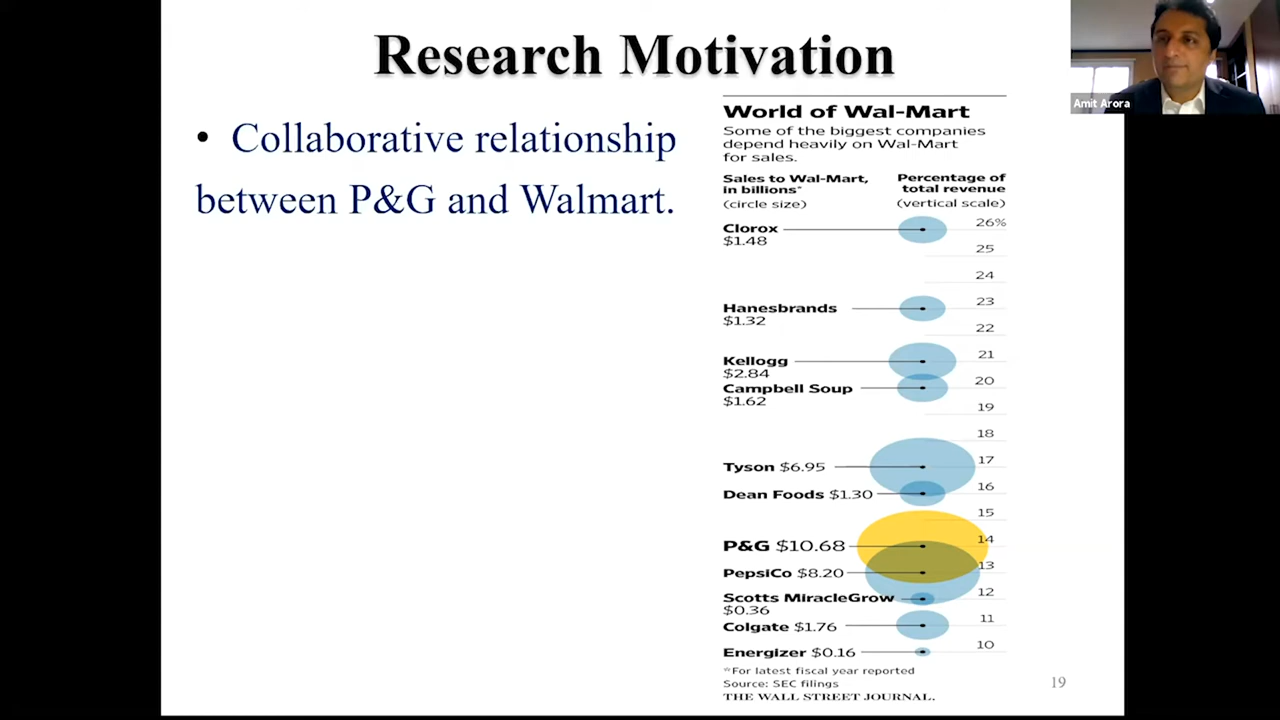 Research Motivation
• Collaborative relationship
between P&G and Walmart.
World of Wal-Mart
Some of the biggest companies
depend heavily on Wal-Mart
for sales.
Sales to Wal-Mart,
in billions*
(circle size)
Percentage of
total revenue
(vertical scale)
Clorox
$1.48
26%
25
24
Hanesbrands
$1.32
23
22
Kellogg
$2.84
21
Campbell Soup
$1.62
20
19
18
Tyson $6.95
17
Dean Foods $1.30
16
15
P&G $10.68
14
PepsiCo $8.20
13
Scotts MiracleGrow
$0.36
12
Colgate $1.76
11
Energizer $0.16
10
*For latest fiscal year reported
Source: SEC filings
THE WALL STREET JOURNAL.
19
Amit Arora